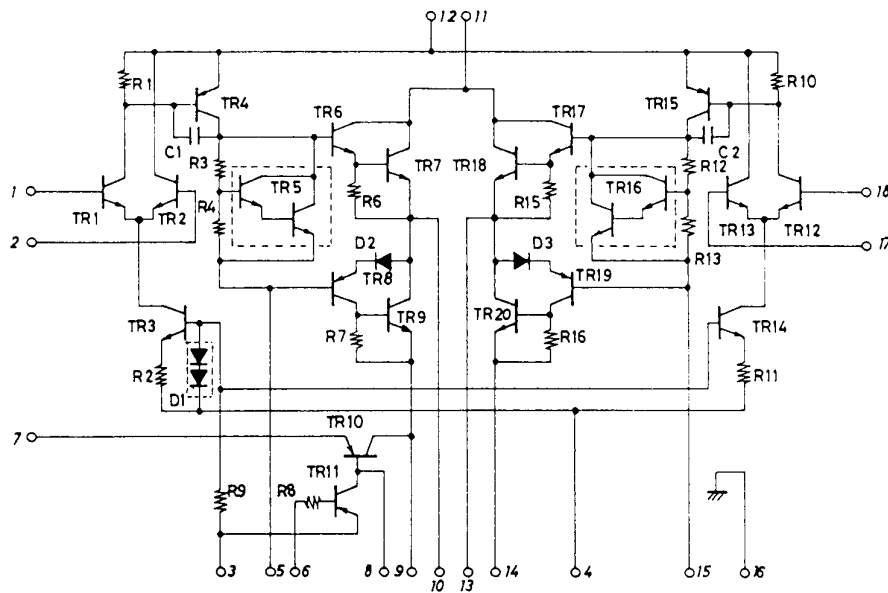 12 11
R1 TR4 TR6 TR17 TR15 R10
C1 R3 TR5 TR7 TR18 TR16 R12 C2
1 TR1 TR2 R4 R6 R15 R13 TR13 TR12 18
2 17
D2 TR8 D3 TR19
TR3 R7 TR9 TR20 R16 TR14
R2 D1 R11
7 TR10
R9 R8 TR11
3 5 6 8 9 10 13 14 4 15 16